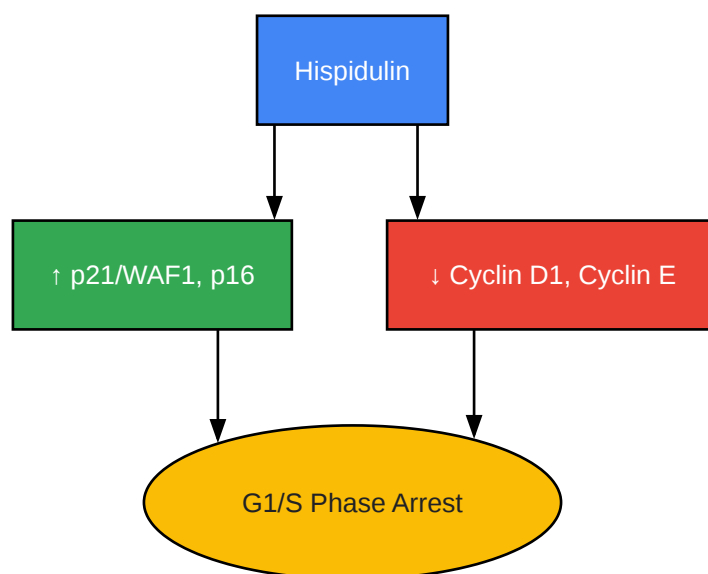 Hispidulin
↑ p21/WAF1, p16
↓ Cyclin D1, Cyclin E
G1/S Phase Arrest